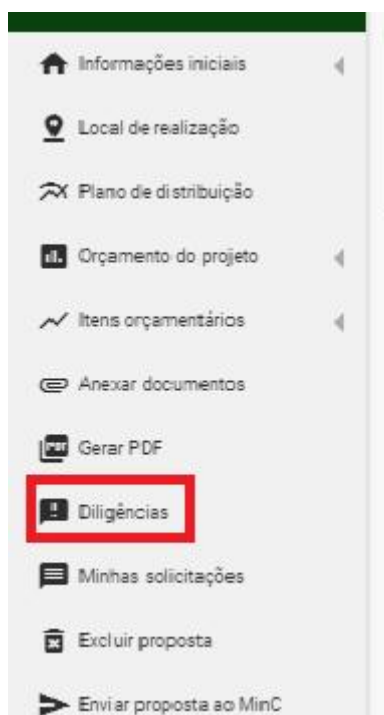 Informações iniciais
Local de realização
Plano de distribuição
Orçamento do projeto
Itens orçamentários
Anexar documentos
PDF Gerar PDF
Diligências
Minhas solicitações
Excluir proposta
Enviar proposta ao MinC